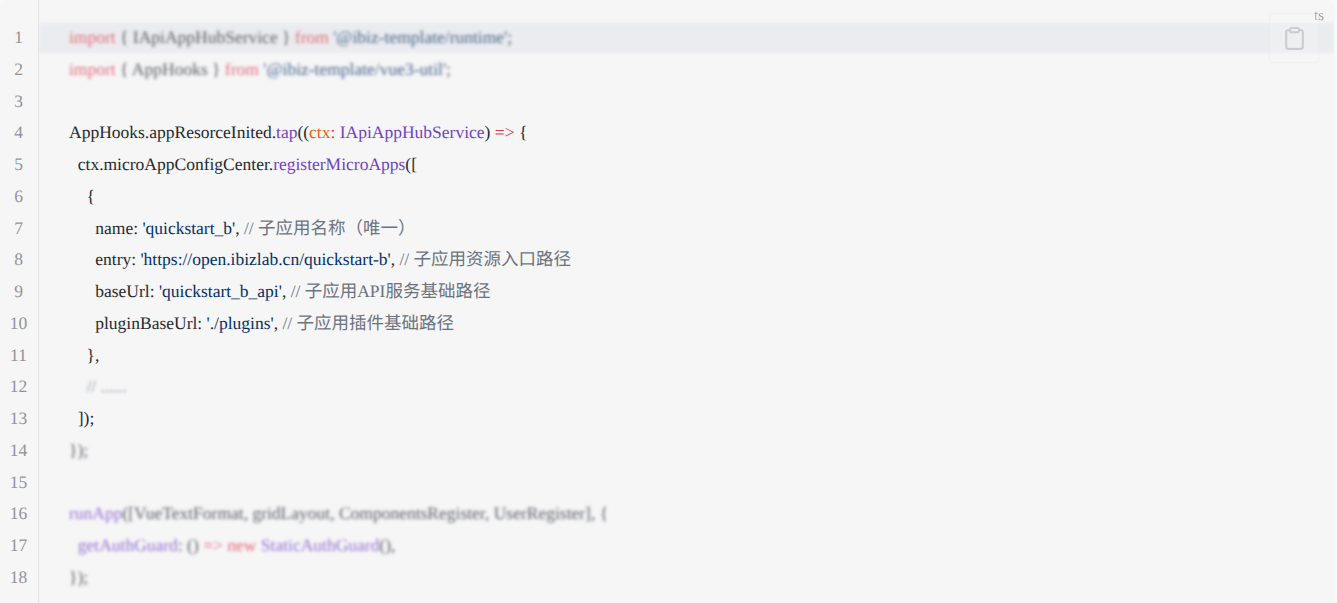 ts
1 import { IApiAppHubService } from '@ibiz-template/runtime';
2 import { AppHooks } from '@ibiz-template/vue3-util';
3
4 AppHooks.appResorceInited.tap((ctx: IApiAppHubService) => {
5 ctx.microAppConfigCenter.registerMicroApps([
6 {
7 name: 'quickstart_b', // 子应用名称（唯一）
8 entry: 'https://open.ibizlab.cn/quickstart-b', // 子应用资源入口路径
9 baseUrl: 'quickstart_b_api', // 子应用API服务基础路径
10 pluginBaseUrl: './plugins', // 子应用插件基础路径
11 },
12 // ......
13 ]);
14 });
15
16 runApp([VueTextFormat, gridLayout, ComponentsRegister, UserRegister], {
17 getAuthGuard: () => new StaticAuthGuard(),
18 });